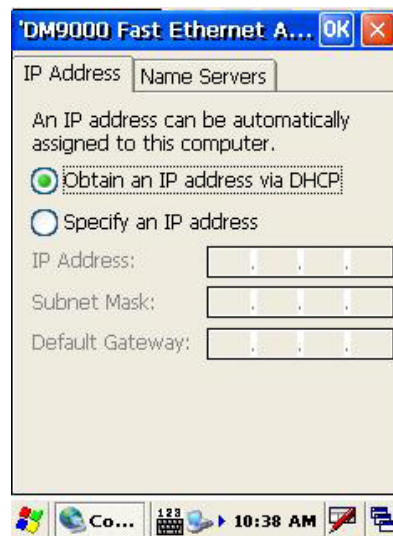 'DM9000 Fast Ethernet A... OK
IP Address Name Servers
An IP address can be automatically
assigned to this computer.
Obtain an IP address via DHCP
Specify an IP address
IP Address: . . .
Subnet Mask: . . .
Default Gateway: . . .
Co... 123 10:38 AM